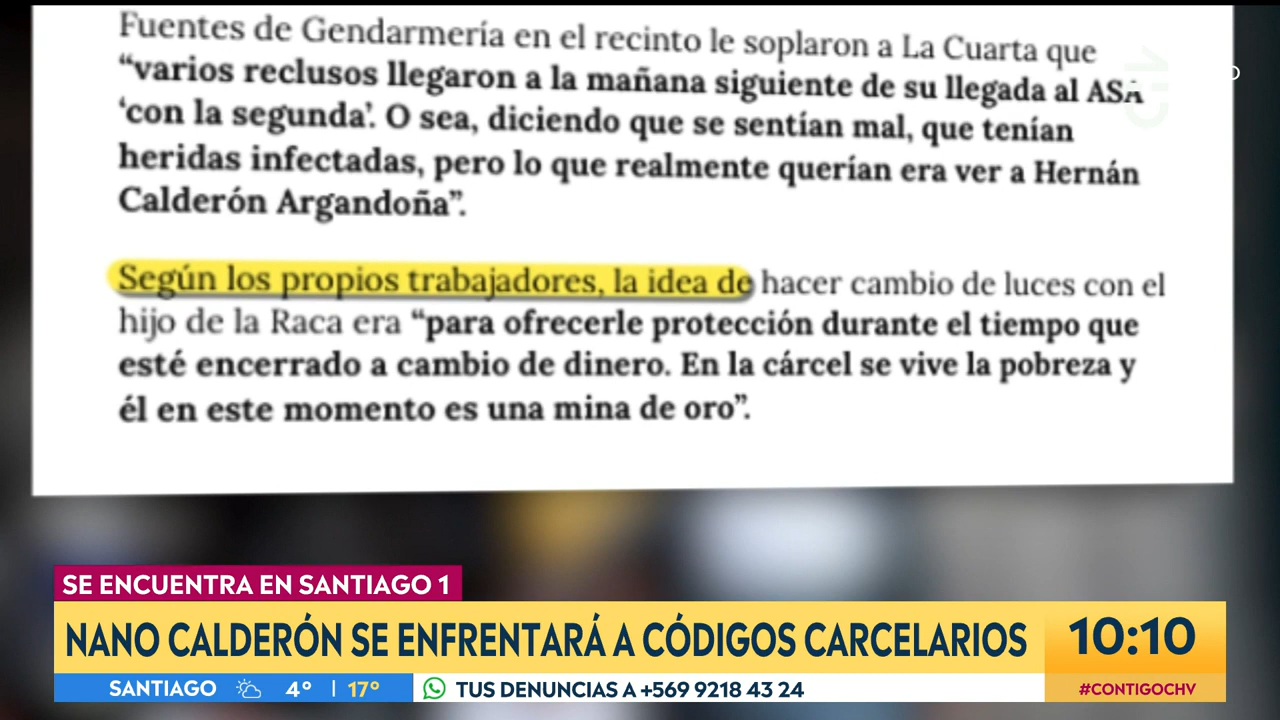 Fuentes de Gendarmería en el recinto le soplaron a La Cuarta que
“varios reclusos llegaron a la mañana siguiente de su llegada al ASA
‘con la segunda’. O sea, diciendo que se sentían mal, que tenían
heridas infectadas, pero lo que realmente querían era ver a Hernán
Calderón Argandoña”.
Según los propios trabajadores, la idea de hacer cambio de luces con el
hijo de la Raca era “para ofrecerle protección durante el tiempo que
esté encerrado a cambio de dinero. En la cárcel se vive la pobreza y
él en este momento es una mina de oro”.
SE ENCUENTRA EN SANTIAGO 1
NANO CALDERÓN SE ENFRENTARÁ A CÓDIGOS CARCELARIOS
10:10
SANTIAGO 4° | 17°
TUS DENUNCIAS A +569 9218 43 24
#CONTIGOCHV